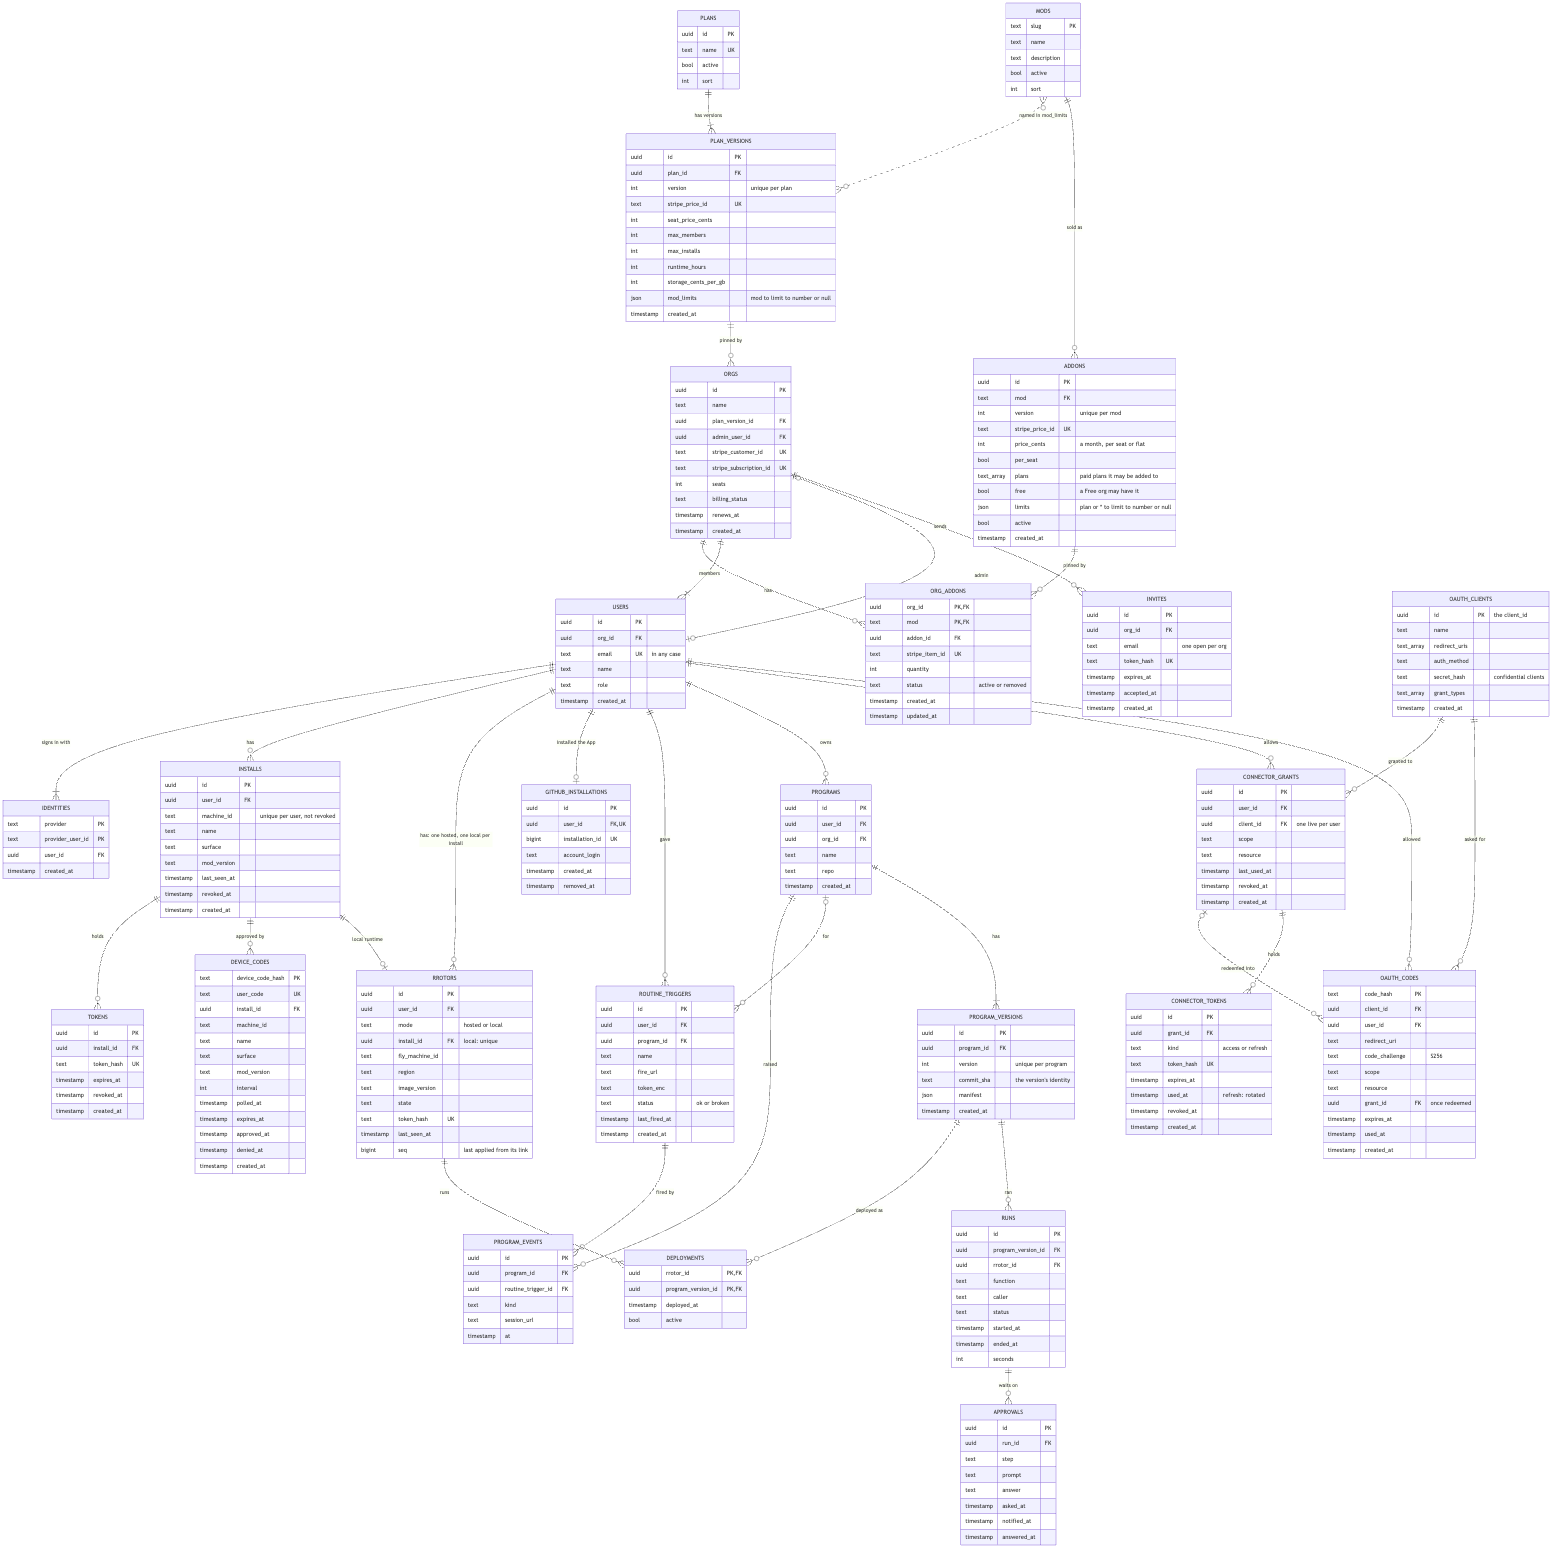 PLANS
uuid id PK
text name UK
bool active
int sort
MODS
text slug PK
text name
text description
bool active
int sort
has versions
named in mod_limits
PLAN_VERSIONS
uuid id PK
uuid plan_id FK
int version unique per plan
text stripe_price_id UK
int seat_price_cents
int max_members
int max_installs
int runtime_hours
int storage_cents_per_gb
json mod_limits mod to limit to number or null
timestamp created_at
sold as
pinned by
ORGS
uuid id PK
text name
uuid plan_version_id FK
uuid admin_user_id FK
text stripe_customer_id UK
text stripe_subscription_id UK
int seats
text billing_status
timestamp renews_at
timestamp created_at
ADDONS
uuid id PK
text mod FK
int version unique per mod
text stripe_price_id UK
int price_cents a month, per seat or flat
bool per_seat
text_array plans paid plans it may be added to
bool free a Free org may have it
json limits plan or * to limit to number or null
bool active
timestamp created_at
sends
pinned by
members
has
admin
USERS
uuid id PK
uuid org_id FK
text email UK in any case
text name
text role
timestamp created_at
ORG_ADDONS
uuid org_id PK,FK
text mod PK,FK
uuid addon_id FK
text stripe_item_id UK
int quantity
text status active or removed
timestamp created_at
timestamp updated_at
INVITES
uuid id PK
uuid org_id FK
text email one open per org
text token_hash UK
timestamp expires_at
timestamp accepted_at
timestamp created_at
OAUTH_CLIENTS
uuid id PK the client_id
text name
text_array redirect_uris
text auth_method
text secret_hash confidential clients
text_array grant_types
timestamp created_at
signs in with
has
installed the App
owns
allows
granted to
IDENTITIES
text provider PK
text provider_user_id PK
uuid user_id FK
timestamp created_at
INSTALLS
uuid id PK
uuid user_id FK
text machine_id unique per user, not revoked
text name
text surface
text mod_version
timestamp last_seen_at
timestamp revoked_at
timestamp created_at
has: one hosted, one local per install
GITHUB_INSTALLATIONS
uuid id PK
uuid user_id FK,UK
bigint installation_id UK
text account_login
timestamp created_at
timestamp removed_at
gave
PROGRAMS
uuid id PK
uuid user_id FK
uuid org_id FK
text name
text repo
timestamp created_at
CONNECTOR_GRANTS
uuid id PK
uuid user_id FK
uuid client_id FK one live per user
text scope
text resource
timestamp last_used_at
timestamp revoked_at
timestamp created_at
allowed
asked for
holds
approved by
local runtime
for
has
redeemed into
holds
TOKENS
uuid id PK
uuid install_id FK
text token_hash UK
timestamp expires_at
timestamp revoked_at
timestamp created_at
DEVICE_CODES
text device_code_hash PK
text user_code UK
uuid install_id FK
text machine_id
text name
text surface
text mod_version
int interval
timestamp polled_at
timestamp expires_at
timestamp approved_at
timestamp denied_at
timestamp created_at
RROTORS
uuid id PK
uuid user_id FK
text mode hosted or local
uuid install_id FK local: unique
text fly_machine_id
text region
text image_version
text state
text token_hash UK
timestamp last_seen_at
bigint seq last applied from its link
ROUTINE_TRIGGERS
uuid id PK
uuid user_id FK
uuid program_id FK
text name
text fire_url
text token_enc
text status ok or broken
timestamp last_fired_at
timestamp created_at
raised
PROGRAM_VERSIONS
uuid id PK
uuid program_id FK
int version unique per program
text commit_sha the version's identity
json manifest
timestamp created_at
CONNECTOR_TOKENS
uuid id PK
uuid grant_id FK
text kind access or refresh
text token_hash UK
timestamp expires_at
timestamp used_at refresh: rotated
timestamp revoked_at
timestamp created_at
OAUTH_CODES
text code_hash PK
uuid client_id FK
uuid user_id FK
text redirect_uri
text code_challenge S256
text scope
text resource
uuid grant_id FK once redeemed
timestamp expires_at
timestamp used_at
timestamp created_at
runs
fired by
deployed as
ran
PROGRAM_EVENTS
uuid id PK
uuid program_id FK
uuid routine_trigger_id FK
text kind
text session_url
timestamp at
DEPLOYMENTS
uuid rrotor_id PK,FK
uuid program_version_id PK,FK
timestamp deployed_at
bool active
RUNS
uuid id PK
uuid program_version_id FK
uuid rrotor_id FK
text function
text caller
text status
timestamp started_at
timestamp ended_at
int seconds
waits on
APPROVALS
uuid id PK
uuid run_id FK
text step
text prompt
text answer
timestamp asked_at
timestamp notified_at
timestamp answered_at